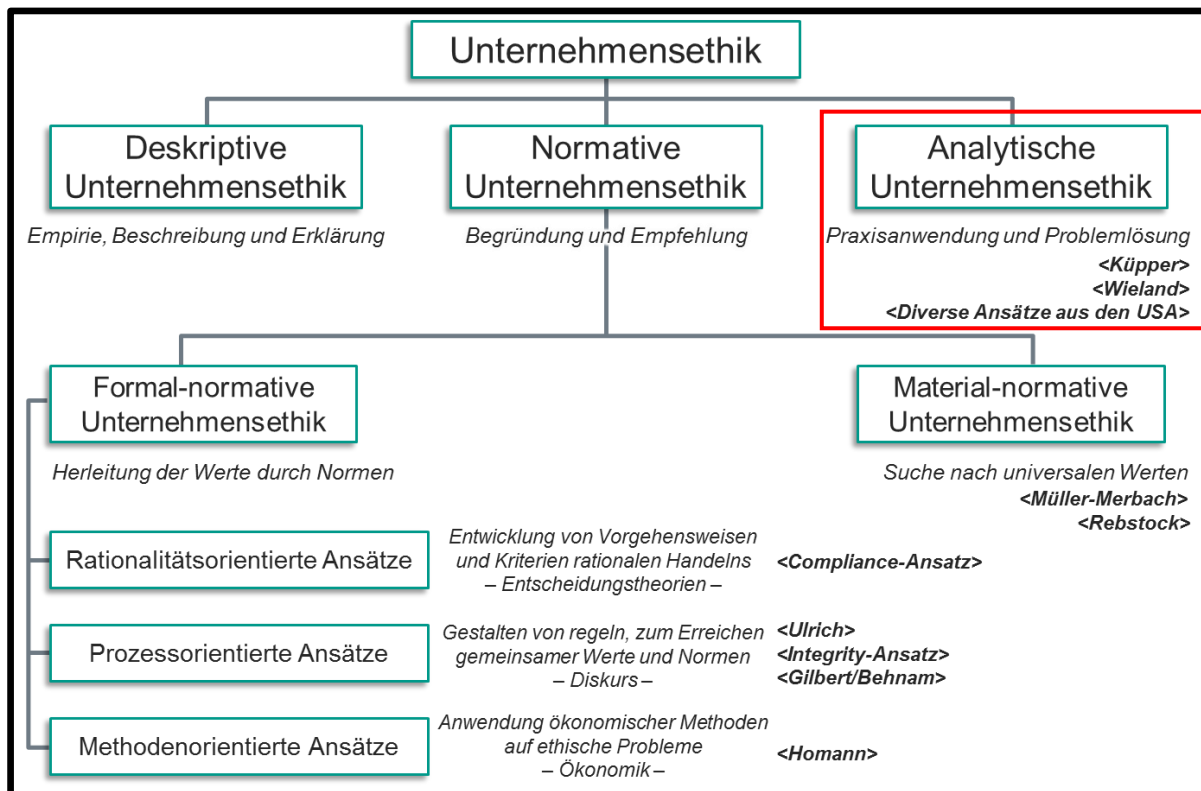 Unternehmensethik
Deskriptive
Unternehmensethik
Empirie, Beschreibung und Erklärung
Normative
Unternehmensethik
Begründung und Empfehlung
Analytische
Unternehmensethik
Praxisanwendung und Problemlösung
<Küpper>
<Wieland>
<Diverse Ansätze aus den USA>
Formal-normative
Unternehmensethik
Herleitung der Werte durch Normen
Material-normative
Unternehmensethik
Suche nach universalen Werten
<Müller-Merbach>
<Rebstock>
Rationalitätsorientierte Ansätze
Entwicklung von Vorgehensweisen
und Kriterien rationalen Handelns
– Entscheidungstheorien –
<Compliance-Ansatz>
Prozessorientierte Ansätze
Gestalten von regeln, zum Erreichen
gemeinsamer Werte und Normen
– Diskurs –
<Ulrich>
<Integrity-Ansatz>
<Gilbert/Behnam>
Methodenorientierte Ansätze
Anwendung ökonomischer Methoden
auf ethische Probleme
– Ökonomik –
<Homann>